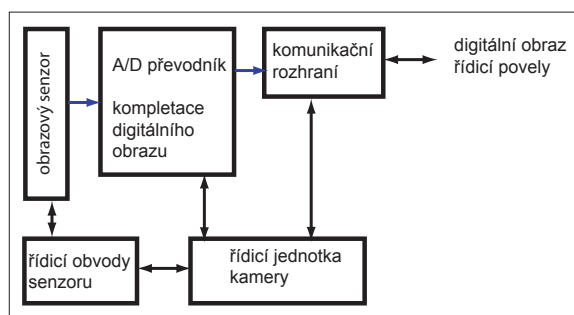 obrazový senzor
A/D převodník
kompletace
digitálního
obrazu
komunikační
rozhraní
digitální obraz
řídicí povely
řídicí obvody
senzoru
řídicí jednotka
kamery